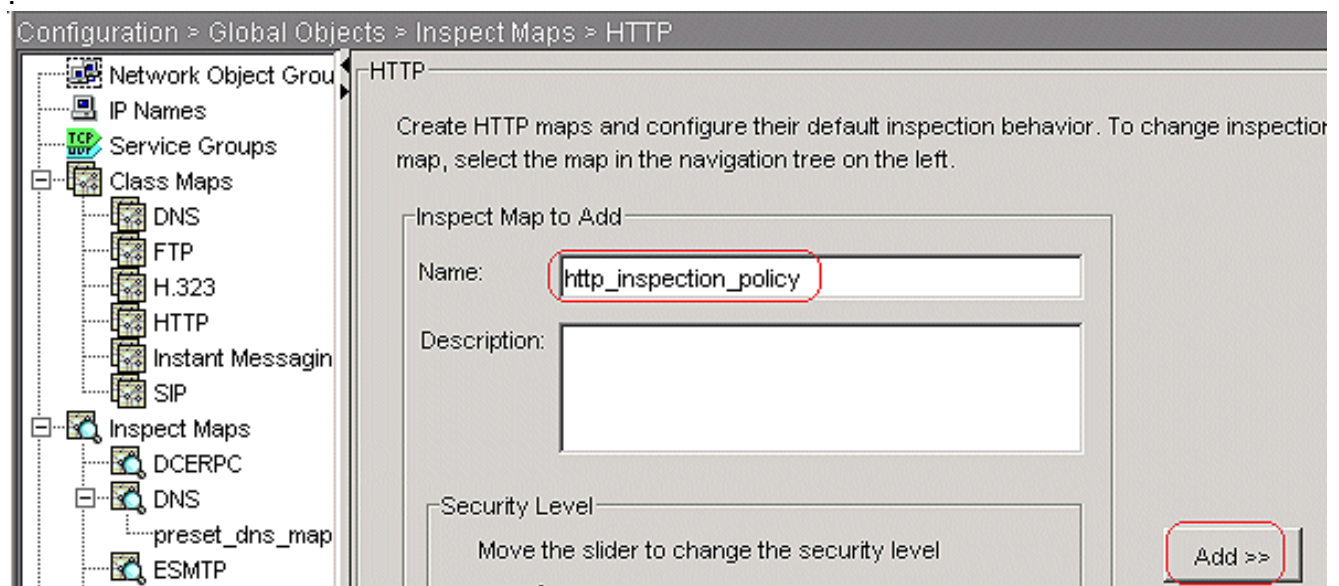 Configuration > Global Objects > Inspect Maps > HTTP
Network Object Grou
IP Names
TCP
UDP
Service Groups
Class Maps
DNS
FTP
H.323
HTTP
Instant Messagin
SIP
Inspect Maps
DCERPC
DNS
preset_dns_map
ESMTP
HTTP
Create HTTP maps and configure their default inspection behavior. To change inspection
map, select the map in the navigation tree on the left.
Inspect Map to Add
Name:
http_inspection_policy
Description:
Security Level
Move the slider to change the security level
Add >>